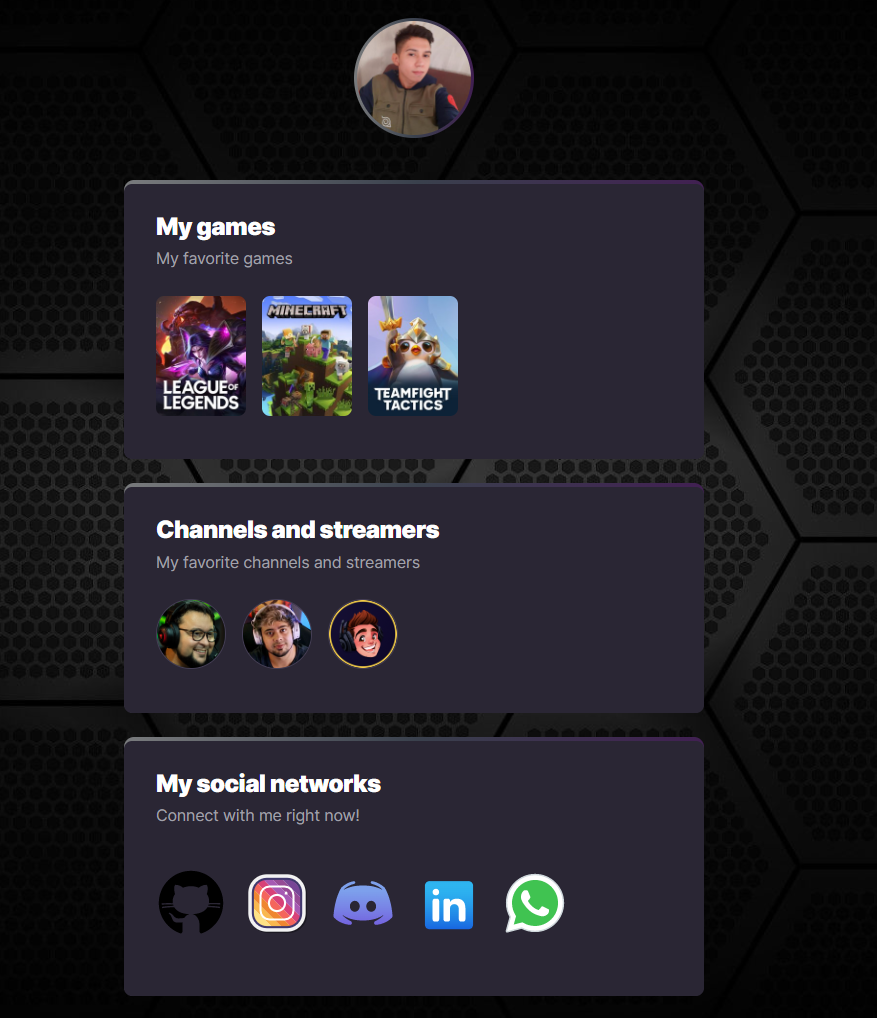 My games
My favorite games
LEAGUE OF
LEGENDS
MINECRAFT
TEAMFIGHT
TACTICS
Channels and streamers
My favorite channels and streamers
My social networks
Connect with me right now!
in